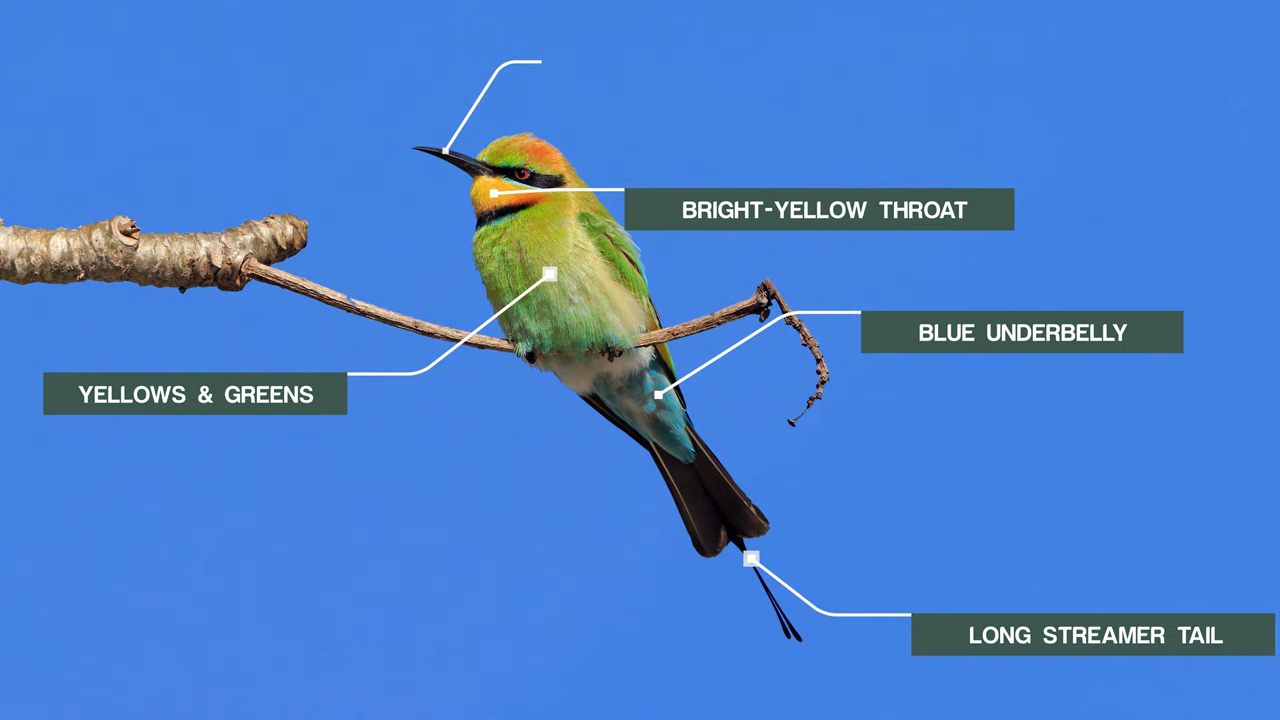 BRIGHT-YELLOW THROAT
BLUE UNDERBELLY
YELLOWS & GREENS
LONG STREAMER TAIL